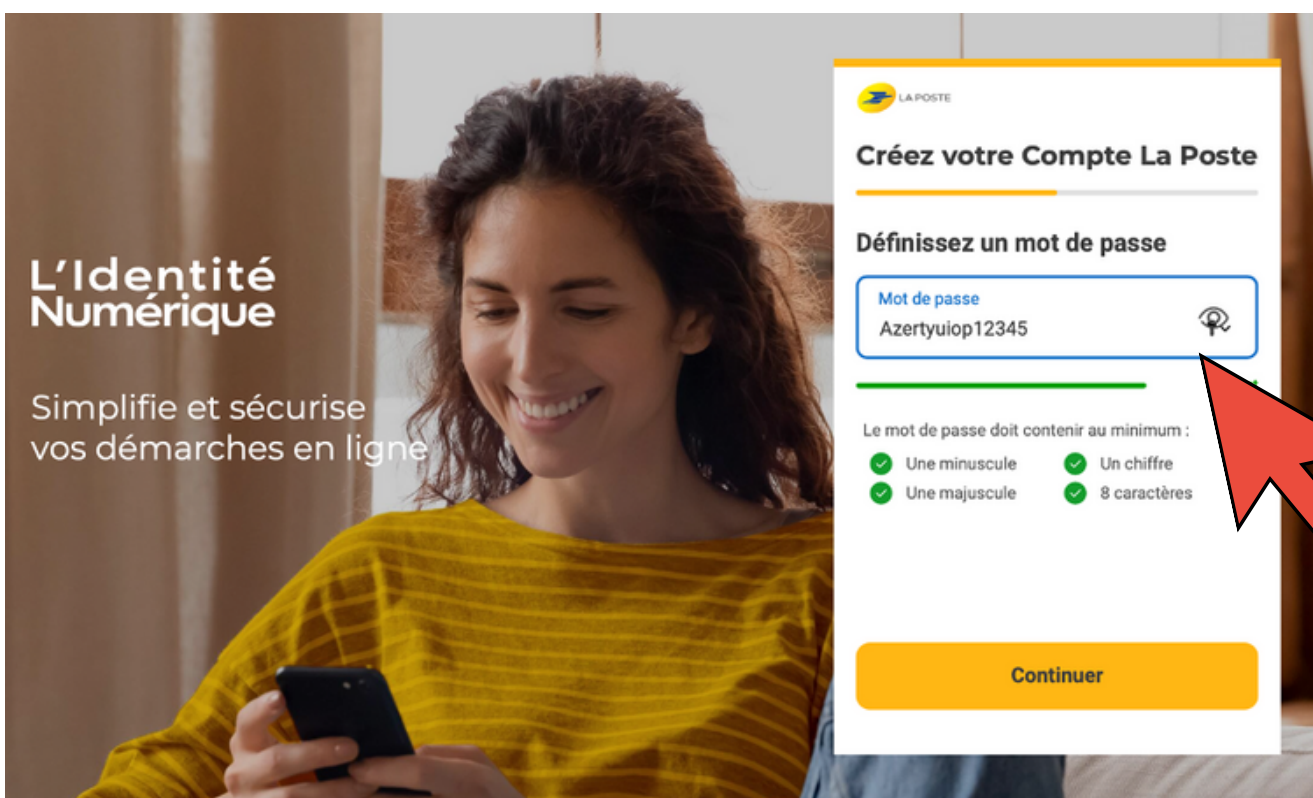 L'Identité
Numérique
Simplifie et sécurise
vos démarches en ligne
LA POSTE
Créez votre Compte La Poste
Définissez un mot de passe
Mot de passe
Azertyuiop12345
Le mot de passe doit contenir au minimum :
Une minuscule Un chiffre
Une majuscule 8 caractères
Continuer